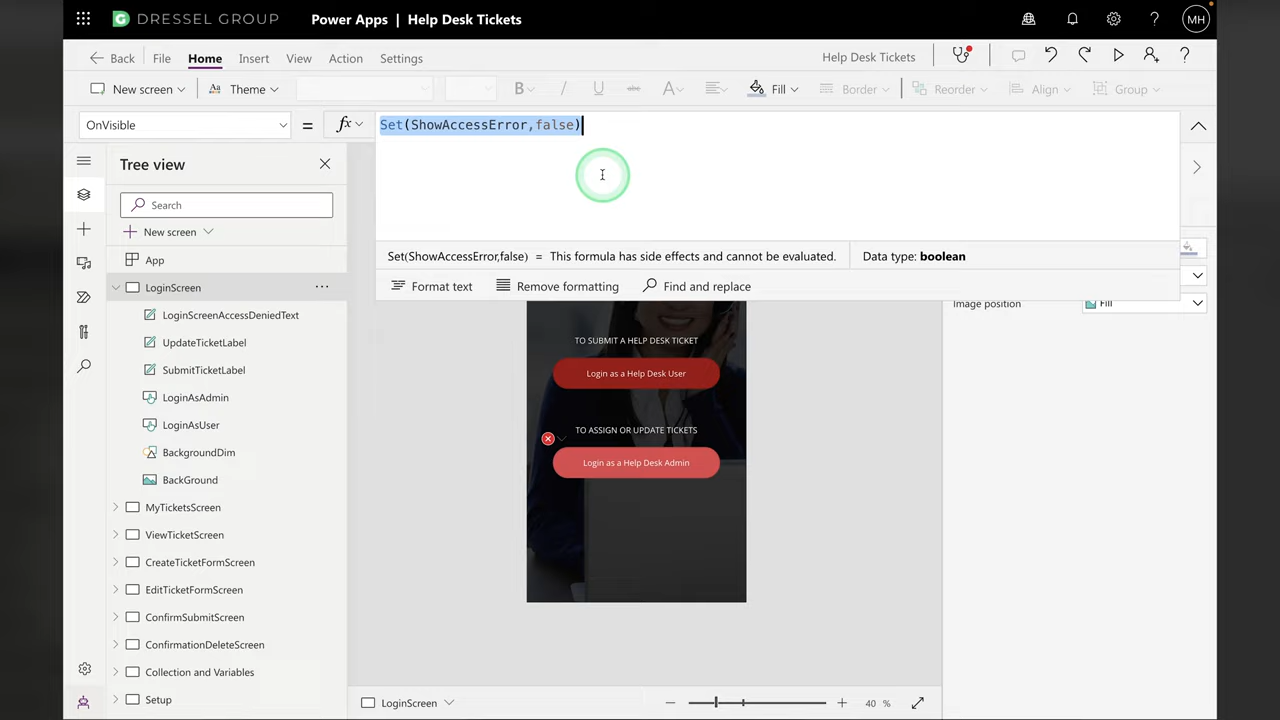 DRESSEL GROUP
Power Apps | Help Desk Tickets
MH
Back File Home Insert View Action Settings
Help Desk Tickets
New screen Theme B / U abc A Fill Border Reorder Align Group
OnVisible = fx Set(ShowAccessError,false)
Tree view
Search
New screen
Set(ShowAccessError,false) = This formula has side effects and cannot be evaluated. Data type: boolean
Format text Remove formatting Find and replace
App
LoginScreen
LoginScreenAccessDeniedText
UpdateTicketLabel
SubmitTicketLabel
LoginAsAdmin
LoginAsUser
BackgroundDim
BackGround
MyTicketsScreen
ViewTicketScreen
CreateTicketFormScreen
EditTicketFormScreen
ConfirmSubmitScreen
ConfirmationDeleteScreen
Collection and Variables
Setup
TO SUBMIT A HELP DESK TICKET
Login as a Help Desk User
TO ASSIGN OR UPDATE TICKETS
Login as a Help Desk Admin
Image position Fill
LoginScreen
40 %